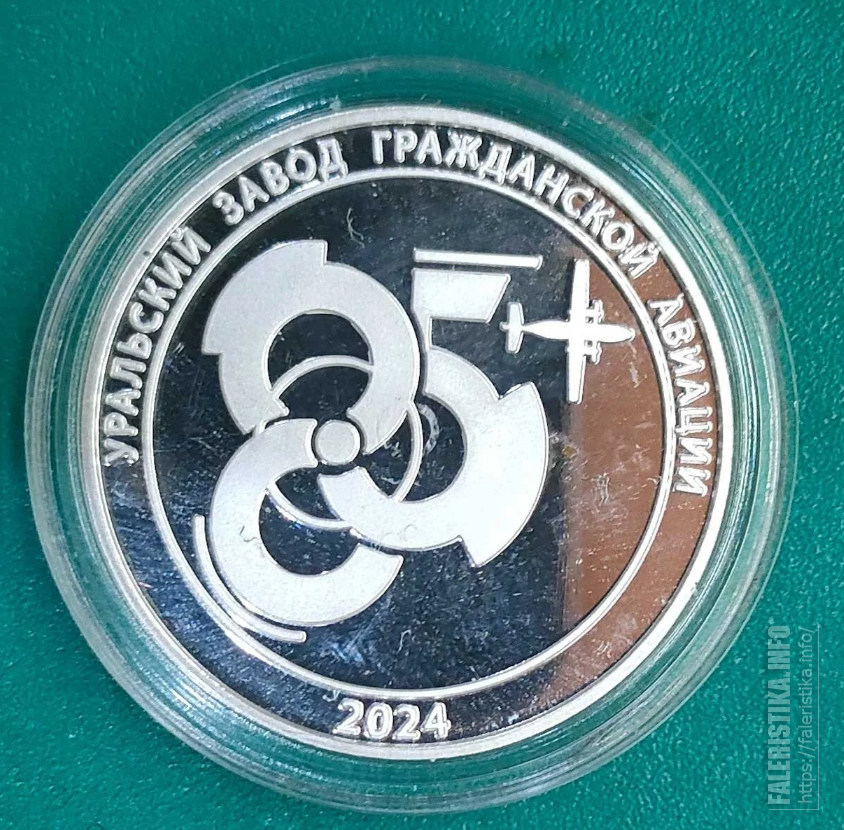 УРАЛЬСКИЙ ЗАВОД ГРАЖДАНСКОЙ АВИАЦИИ
85
2024
FALERISTIKA.INFO
https://faleristika.info/